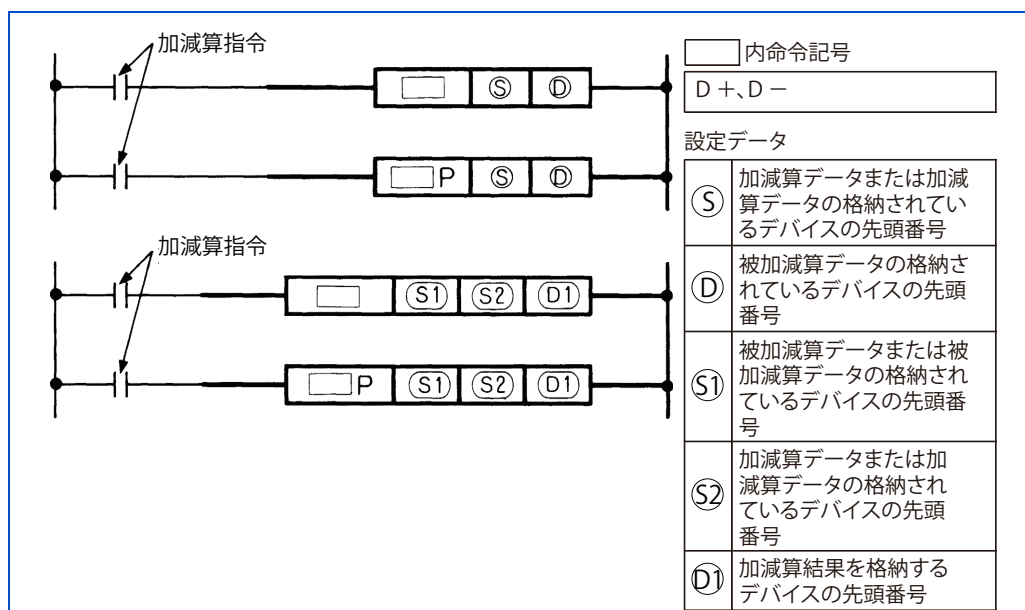 加減算指令
Ⓢ Ⓓ
P Ⓢ Ⓓ
加減算指令
S1 S2 D1
P S1 S2 D1
内命令記号
D +、D −
設定データ
Ⓢ
加減算データまたは加減
算データの格納されてい
るデバイスの先頭番号
Ⓓ
被加減算データの格納さ
れているデバイスの先頭
番号
S1
被加減算データまたは被
加減算データの格納され
ているデバイスの先頭番
号
S2
加減算データまたは加
減算データの格納され
ているデバイスの先頭
番号
D1
加減算結果を格納する
デバイスの先頭番号